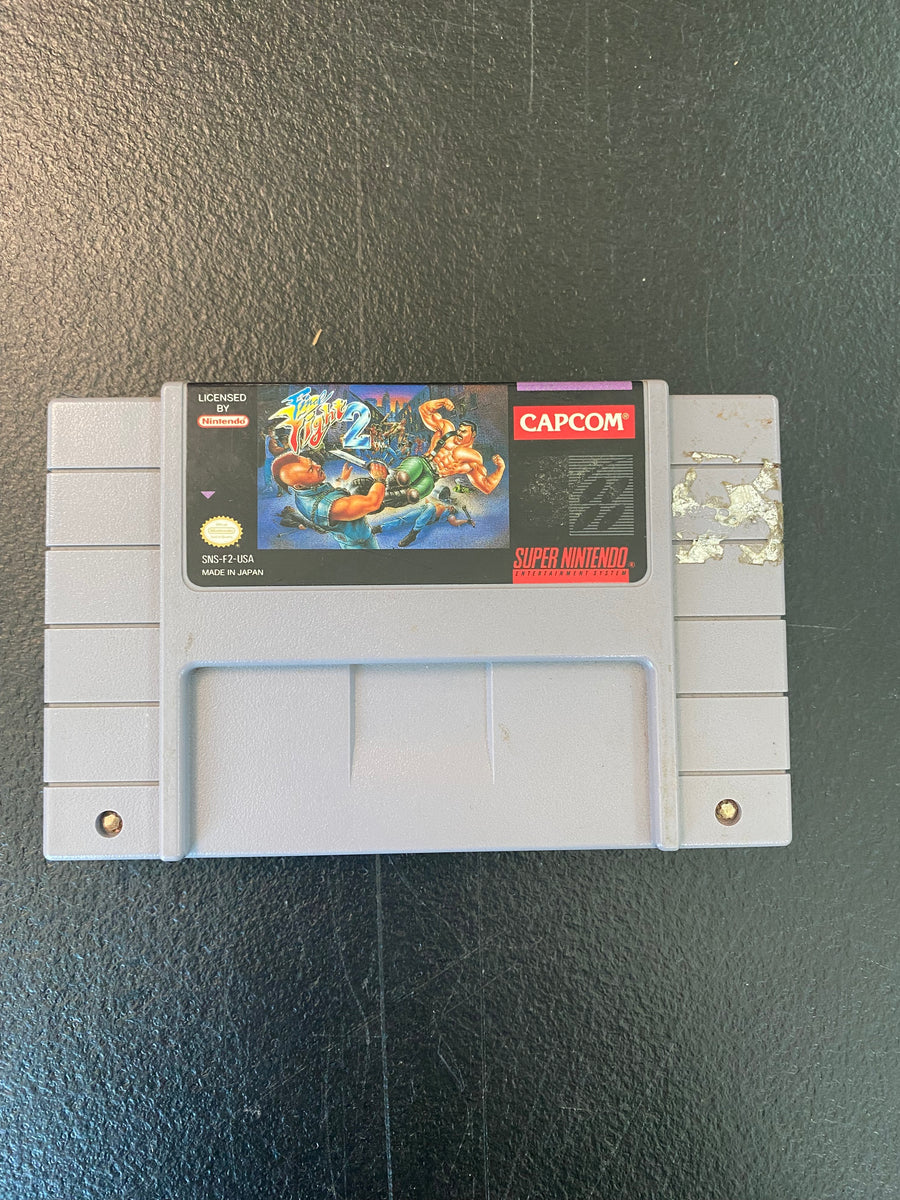 LICENSED
BY
Nintendo
Final
Fight
2
CAPCOM®
SNS-F2-USA
MADE IN JAPAN
SUPER NINTENDO®
ENTERTAINMENT SYSTEM